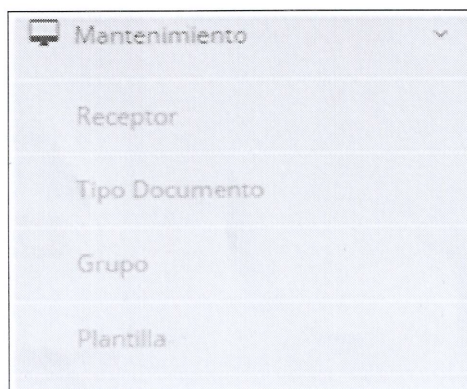 Mantenimiento
Receptor
Tipo Documento
Grupo
Plantilla